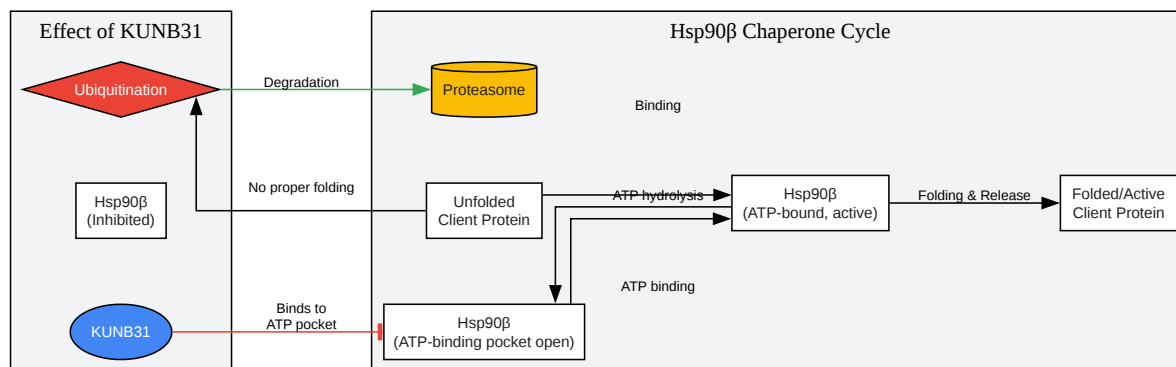 Effect of KUNB31
Hsp90β Chaperone Cycle
Ubiquitination
Degradation
Proteasome
Binding
No proper folding
Hsp90β
(Inhibited)
Unfolded
Client Protein
ATP hydrolysis
Hsp90β
(ATP-bound, active)
Folding & Release
Folded/Active
Client Protein
ATP binding
KUNB31
Binds to
ATP pocket
Hsp90β
(ATP-binding pocket open)